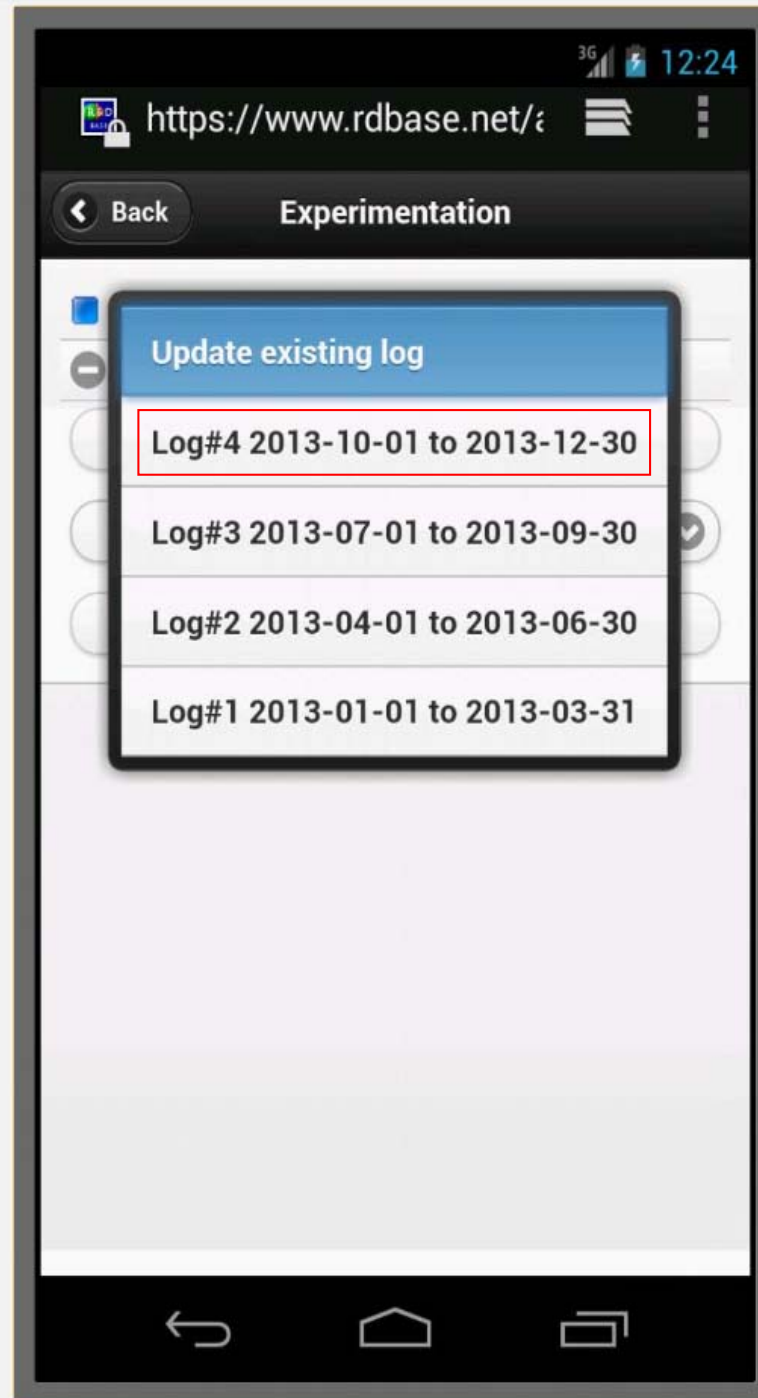 3G 12:24
https://www.rdbase.net/a
Back Experimentation
Update existing log
Log#4 2013-10-01 to 2013-12-30
Log#3 2013-07-01 to 2013-09-30
Log#2 2013-04-01 to 2013-06-30
Log#1 2013-01-01 to 2013-03-31